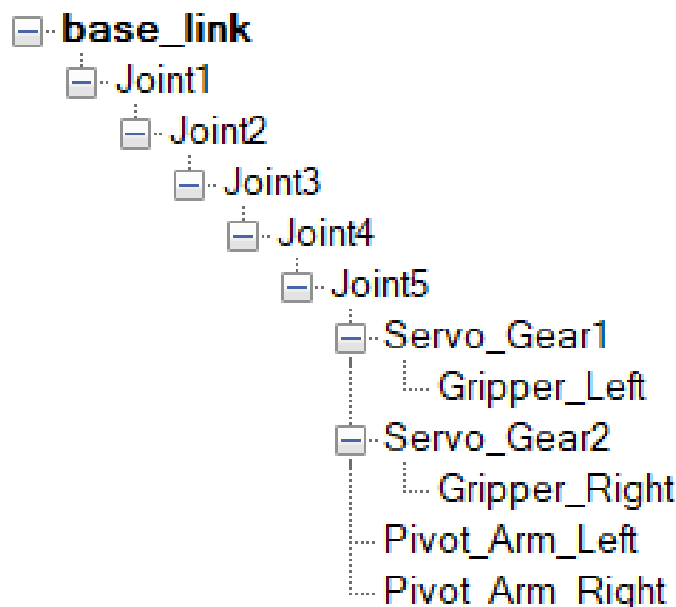 base_link
Joint1
Joint2
Joint3
Joint4
Joint5
Servo_Gear1
Gripper_Left
Servo_Gear2
Gripper_Right
Pivot_Arm_Left
Pivot_Arm_Right